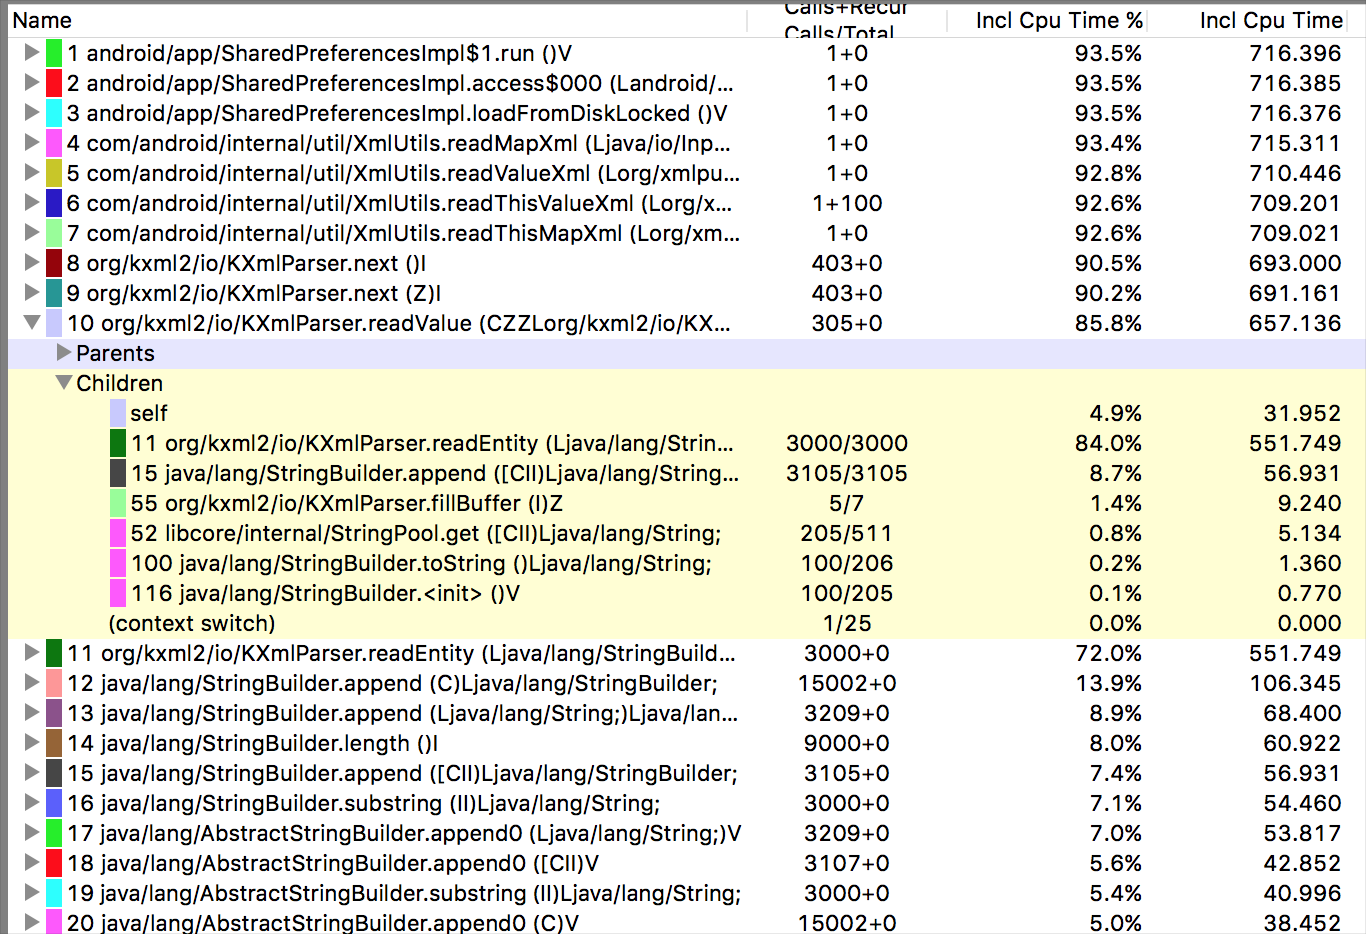 Name Calls+Recur Calls/Total Incl Cpu Time % Incl Cpu Time
1 android/app/SharedPreferencesImpl$1.run ()V 1+0 93.5% 716.396
2 android/app/SharedPreferencesImpl.access$000 (Landroid/... 1+0 93.5% 716.385
3 android/app/SharedPreferencesImpl.loadFromDiskLocked ()V 1+0 93.5% 716.376
4 com/android/internal/util/XmlUtils.readMapXml (Ljava/io/Inp... 1+0 93.4% 715.311
5 com/android/internal/util/XmlUtils.readValueXml (Lorg/xmlpu... 1+0 92.8% 710.446
6 com/android/internal/util/XmlUtils.readThisValueXml (Lorg/x... 1+100 92.6% 709.201
7 com/android/internal/util/XmlUtils.readThisMapXml (Lorg/xm... 1+0 92.6% 709.021
8 org/kxml2/io/KXmlParser.next ()I 403+0 90.5% 693.000
9 org/kxml2/io/KXmlParser.next (Z)I 403+0 90.2% 691.161
10 org/kxml2/io/KXmlParser.readValue (CZZLorg/kxml2/io/KX... 305+0 85.8% 657.136
Parents
Children
self 4.9% 31.952
11 org/kxml2/io/KXmlParser.readEntity (Ljava/lang/Strin... 3000/3000 84.0% 551.749
15 java/lang/StringBuilder.append ([CII)Ljava/lang/String... 3105/3105 8.7% 56.931
55 org/kxml2/io/KXmlParser.fillBuffer (I)Z 5/7 1.4% 9.240
52 libcore/internal/StringPool.get ([CII)Ljava/lang/String; 205/511 0.8% 5.134
100 java/lang/StringBuilder.toString ()Ljava/lang/String; 100/206 0.2% 1.360
116 java/lang/StringBuilder.<init> ()V 100/205 0.1% 0.770
(context switch) 1/25 0.0% 0.000
11 org/kxml2/io/KXmlParser.readEntity (Ljava/lang/StringBuild... 3000+0 72.0% 551.749
12 java/lang/StringBuilder.append (C)Ljava/lang/StringBuilder; 15002+0 13.9% 106.345
13 java/lang/StringBuilder.append (Ljava/lang/String;)Ljava/lan... 3209+0 8.9% 68.400
14 java/lang/StringBuilder.length ()I 9000+0 8.0% 60.922
15 java/lang/StringBuilder.append ([CII)Ljava/lang/StringBuilder; 3105+0 7.4% 56.931
16 java/lang/StringBuilder.substring (II)Ljava/lang/String; 3000+0 7.1% 54.460
17 java/lang/AbstractStringBuilder.append0 (Ljava/lang/String;)V 3209+0 7.0% 53.817
18 java/lang/AbstractStringBuilder.append0 ([CII)V 3107+0 5.6% 42.852
19 java/lang/AbstractStringBuilder.substring (II)Ljava/lang/String; 3000+0 5.4% 40.996
20 java/lang/AbstractStringBuilder.append0 (C)V 15002+0 5.0% 38.452